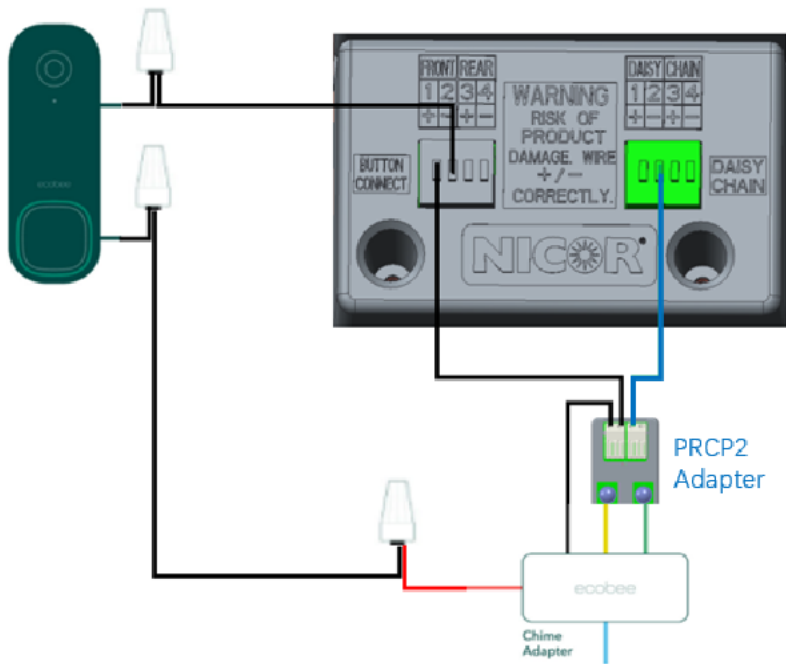 FRONT REAR
1 2 3 4
+ - + -
BUTTON
CONNECT
WARNING
RISK OF
PRODUCT
DAMAGE. WIRE
+/-
CORRECTLY.
DAISY CHAIN
1 2 3 4
+ - + -
DAISY
CHAIN
NICOR®
ecobee
PRCP2
Adapter
ecobee
Chime
Adapter